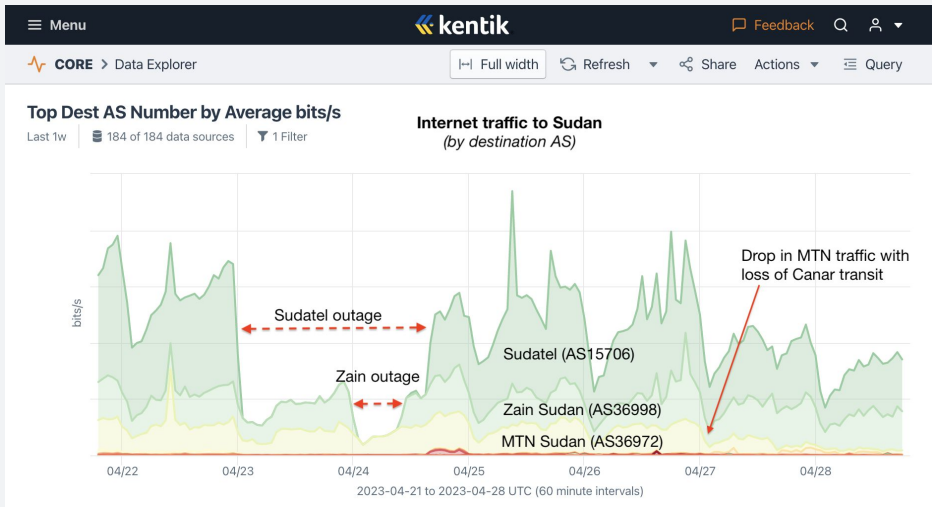 Menu
kentik
Feedback
CORE > Data Explorer
Full width
Refresh
Share
Actions
Query
Top Dest AS Number by Average bits/s
Last 1w
184 of 184 data sources
1 Filter
Internet traffic to Sudan
(by destination AS)
bits/s
Drop in MTN traffic with
loss of Canar transit
Sudatel outage
Sudatel (AS15706)
Zain outage
Zain Sudan (AS36998)
MTN Sudan (AS36972)
04/22
04/23
04/24
04/25
04/26
04/27
04/28
2023-04-21 to 2023-04-28 UTC (60 minute intervals)